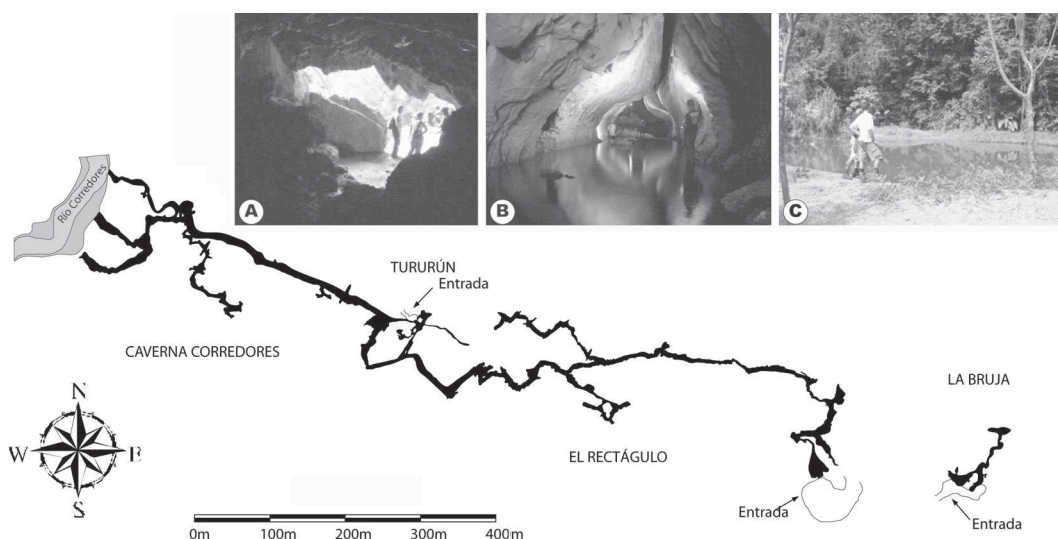 A
B
C
Río Corredores
TURURÚN
Entrada
CAVERNA CORREDORES
LA BRUJA
N
W E
S
EL RECTÁGULO
Entrada
Entrada
0m 100m 200m 300m 400m